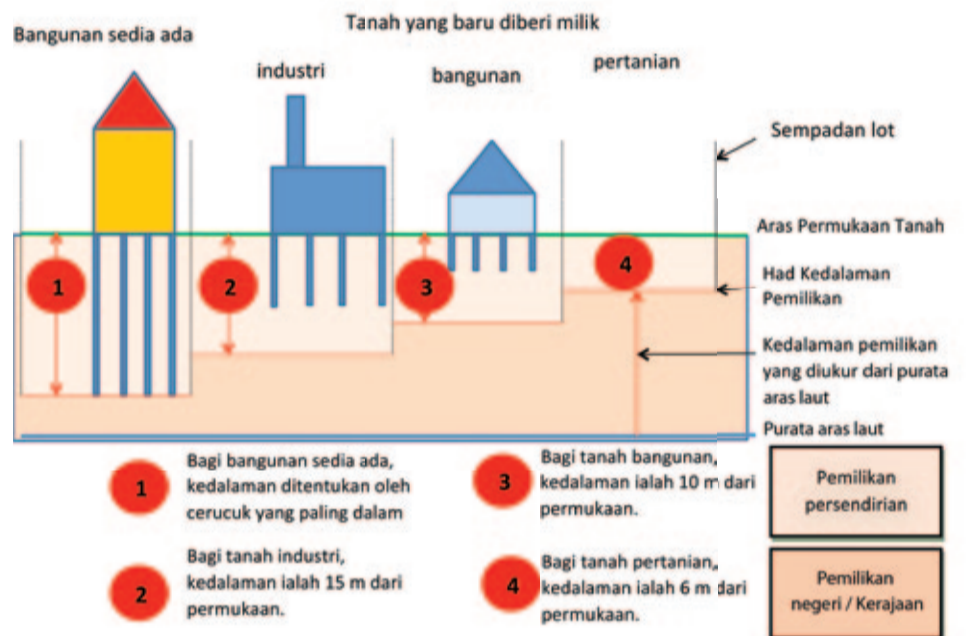 Tanah yang baru diberi milik
Bangunan sedia ada
industri
bangunan
pertanian
Sempadan lot
Aras Permukaan Tanah
1
2
3
4
Had Kedalaman
Pemilikan
Kedalaman pemilikan
yang diukur dari purata
aras laut
Purata aras laut
1
Bagi bangunan sedia ada,
kedalaman ditentukan oleh
cerucuk yang paling dalam
2
Bagi tanah industri,
kedalaman ialah 15 m dari
permukaan.
3
Bagi tanah bangunan,
kedalaman ialah 10 m dari
permukaan.
4
Bagi tanah pertanian,
kedalaman ialah 6 m dari
permukaan.
Pemilikan
persendirian
Pemilikan
negeri / Kerajaan